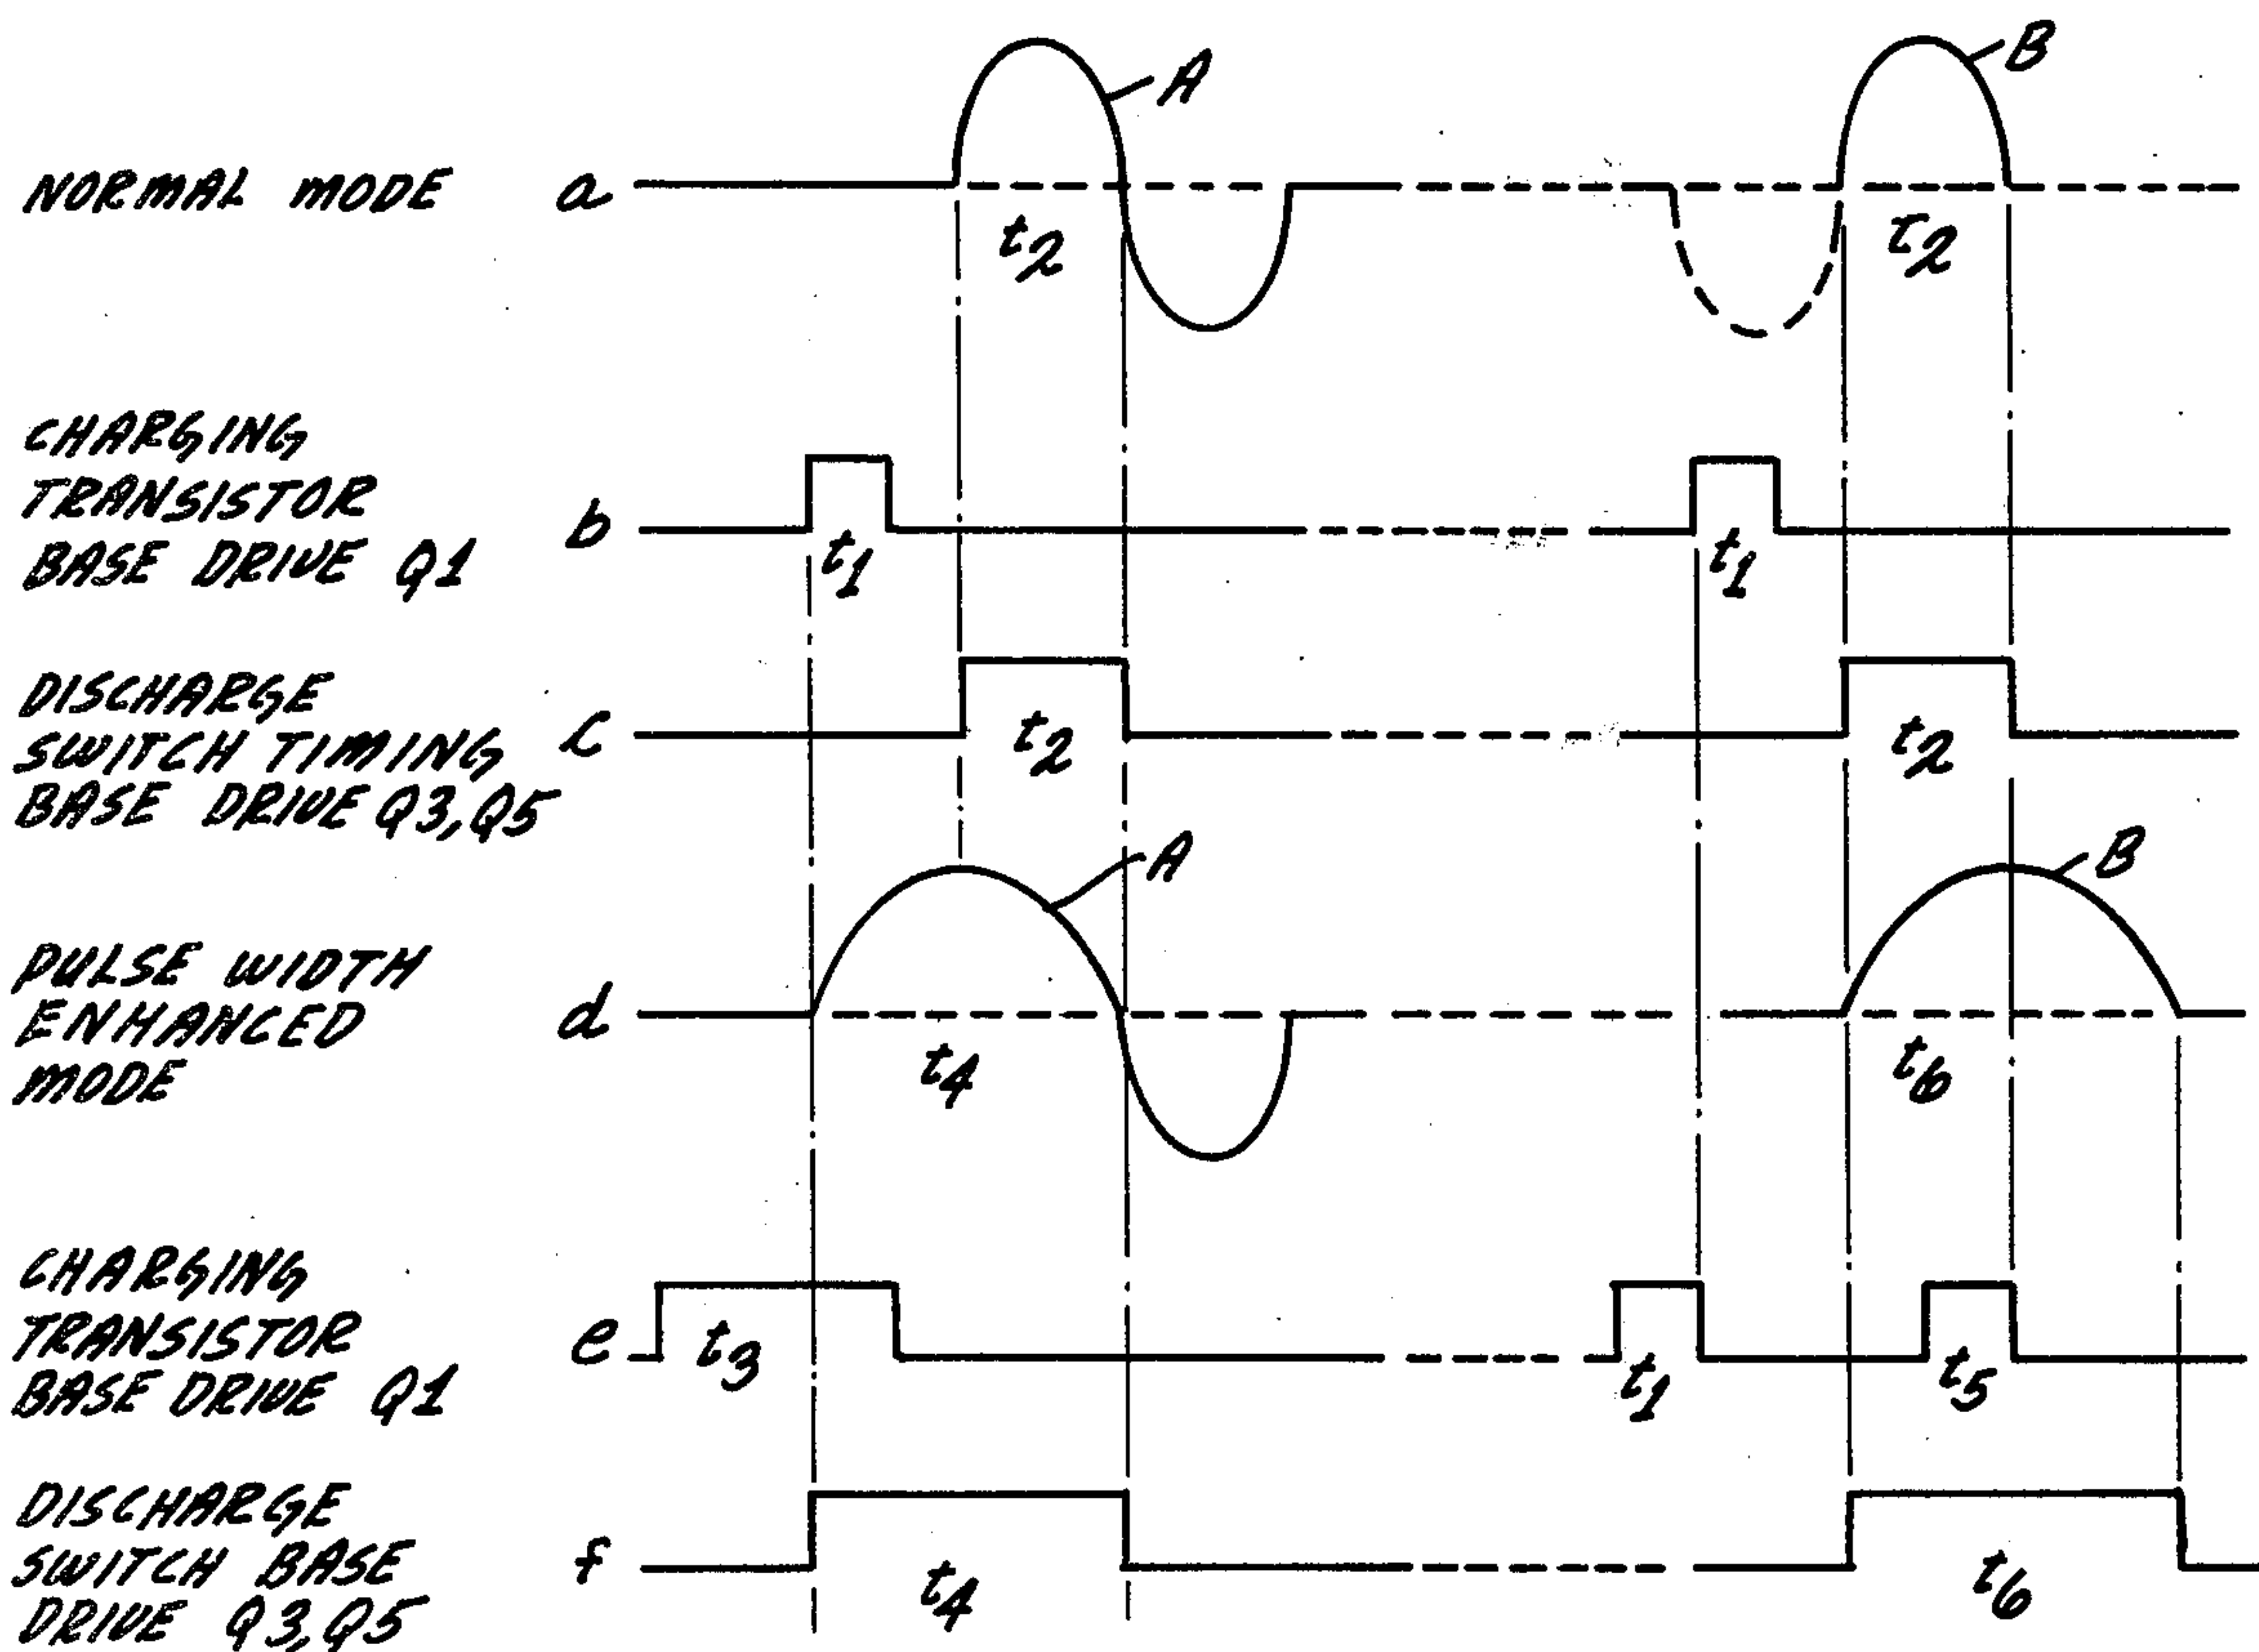 A
B
NORMAL MODE a
t2
t2
CHARGING
TRANSISTOR
BASE DRIVE Q1 b
t1
t1
DISCHARGE
SWITCH TIMING c
BASE DRIVE Q3,Q5
t2
t2
A
B
PULSE WIDTH
ENHANCED d
MODE
t4
t6
CHARGING
TRANSISTOR e
BASE DRIVE Q1
t3
t1
t5
DISCHARGE
SWITCH BASE f
DRIVE Q3,Q5
t4
t6